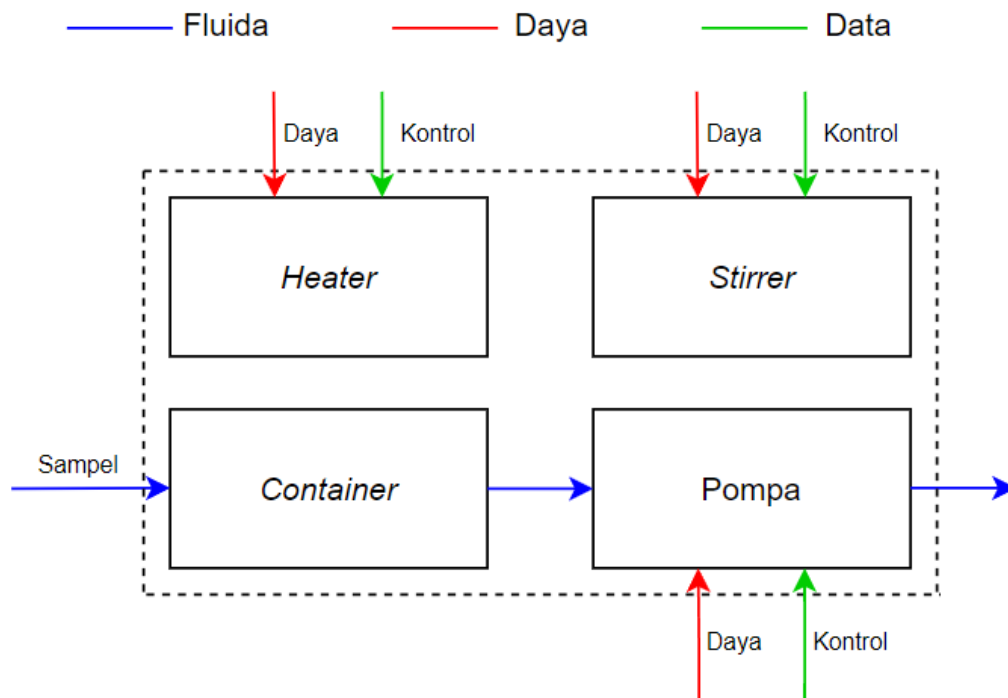 Fluida
Daya
Data
Daya
Kontrol
Daya
Kontrol
Heater
Stirrer
Sampel
Container
Pompa
Daya
Kontrol